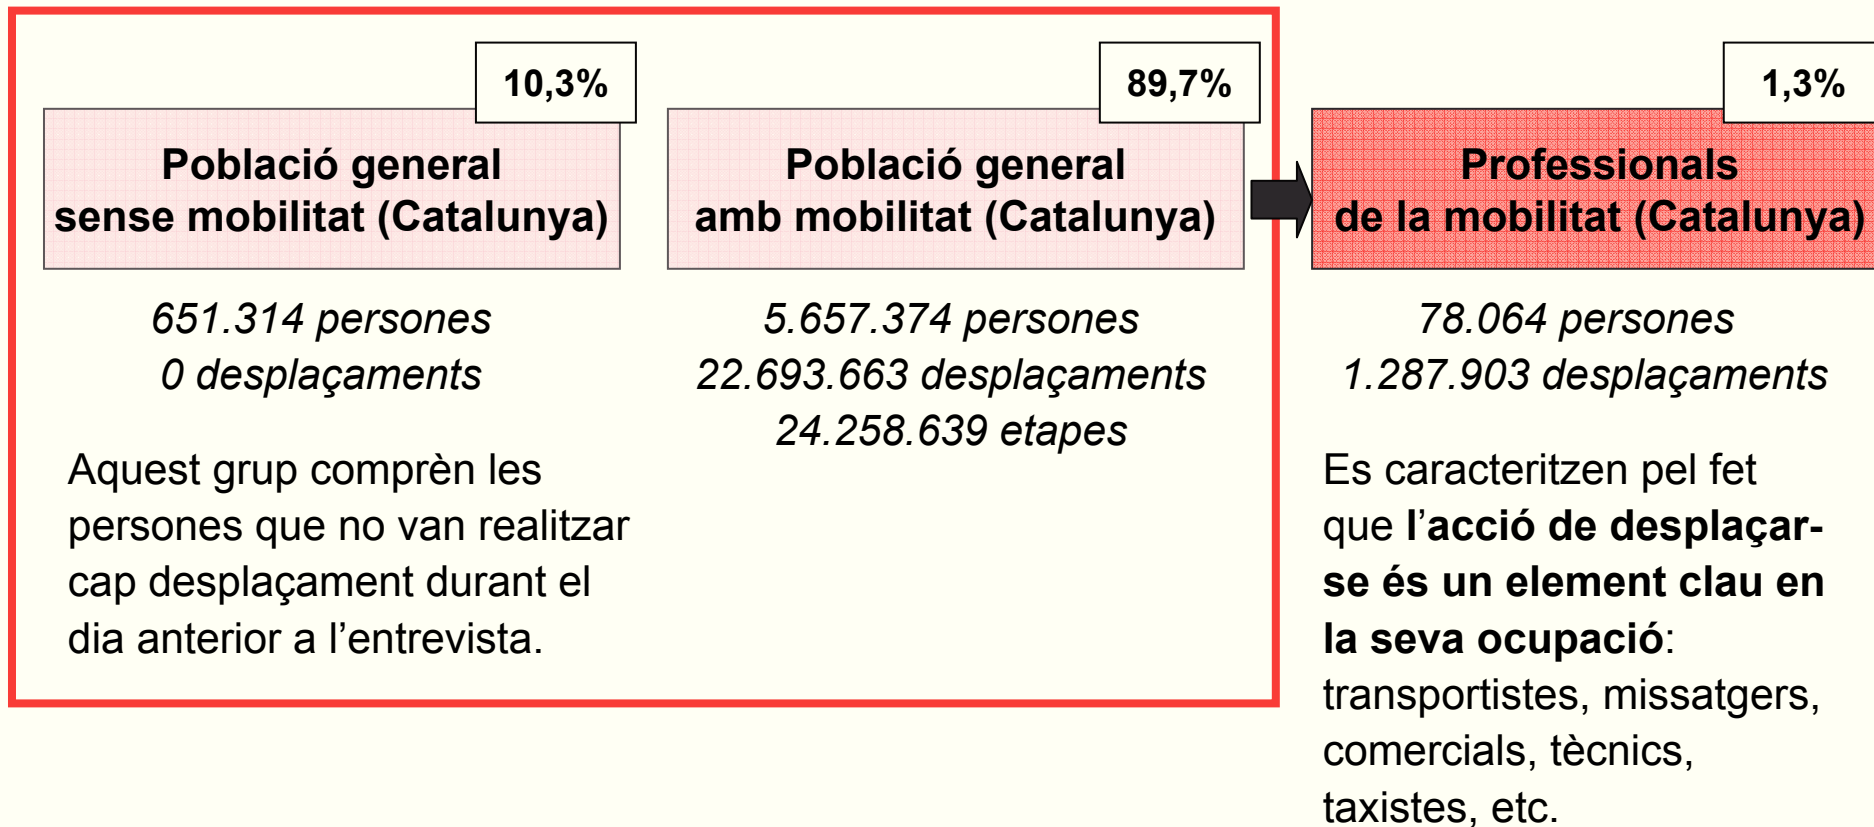 10,3%
Població general
sense mobilitat (Catalunya)
651.314 persones
0 desplaçaments
Aquest grup comprèn les
persones que no van realitzar
cap desplaçament durant el
dia anterior a l’entrevista.
89,7%
Població general
amb mobilitat (Catalunya)
5.657.374 persones
22.693.663 desplaçaments
24.258.639 etapes
1,3%
Professionals
de la mobilitat (Catalunya)
78.064 persones
1.287.903 desplaçaments
Es caracteritzen pel fet
que l’acció de desplaçar-
se és un element clau en
la seva ocupació:
transportistes, missatgers,
comercials, tècnics,
taxistes, etc.